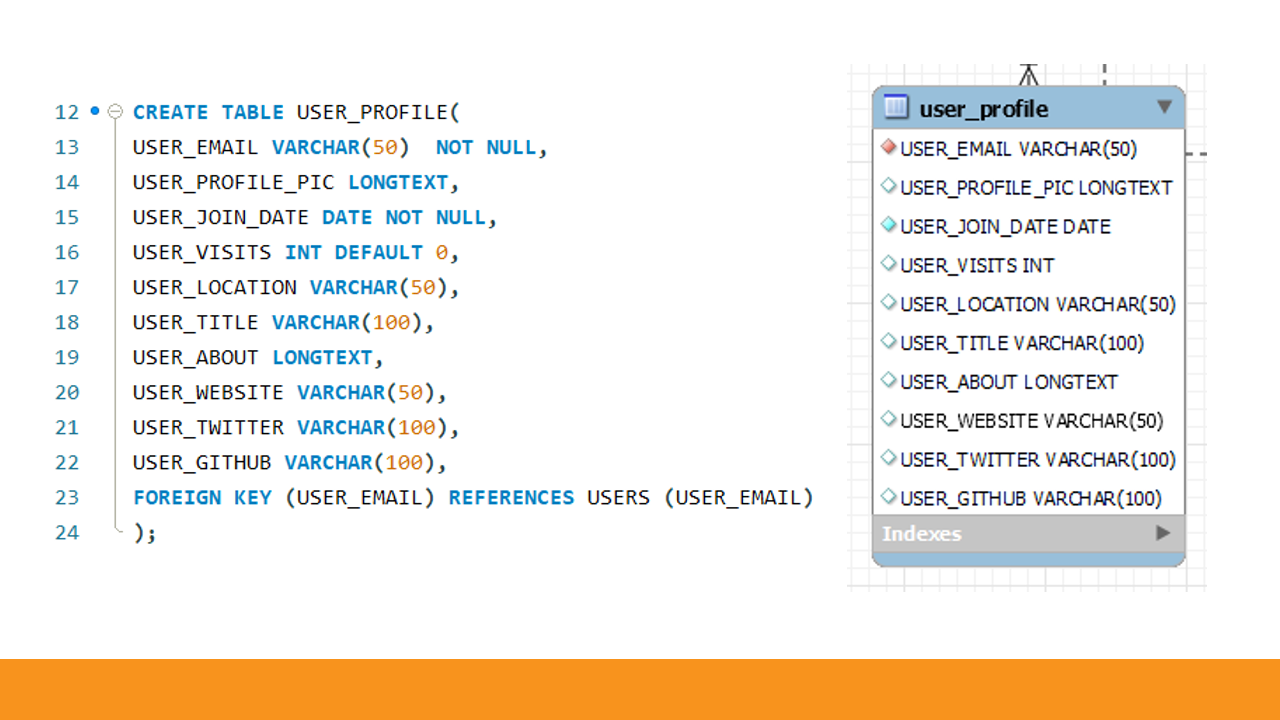 12 CREATE TABLE USER_PROFILE(
13 USER_EMAIL VARCHAR(50)  NOT NULL,
14 USER_PROFILE_PIC LONGTEXT,
15 USER_JOIN_DATE DATE NOT NULL,
16 USER_VISITS INT DEFAULT 0,
17 USER_LOCATION VARCHAR(50),
18 USER_TITLE VARCHAR(100),
19 USER_ABOUT LONGTEXT,
20 USER_WEBSITE VARCHAR(50),
21 USER_TWITTER VARCHAR(100),
22 USER_GITHUB VARCHAR(100),
23 FOREIGN KEY (USER_EMAIL) REFERENCES USERS (USER_EMAIL)
24 );
user_profile
USER_EMAIL VARCHAR(50)
USER_PROFILE_PIC LONGTEXT
USER_JOIN_DATE DATE
USER_VISITS INT
USER_LOCATION VARCHAR(50)
USER_TITLE VARCHAR(100)
USER_ABOUT LONGTEXT
USER_WEBSITE VARCHAR(50)
USER_TWITTER VARCHAR(100)
USER_GITHUB VARCHAR(100)
Indexes